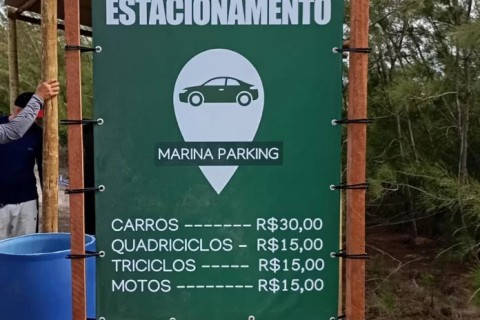 ESTACIONAMENTO
MARINA PARKING
CARROS ------- R$30,00
QUADRICICLOS - R$15,00
TRICICLOS ----- R$15,00
MOTOS -------- R$15,00